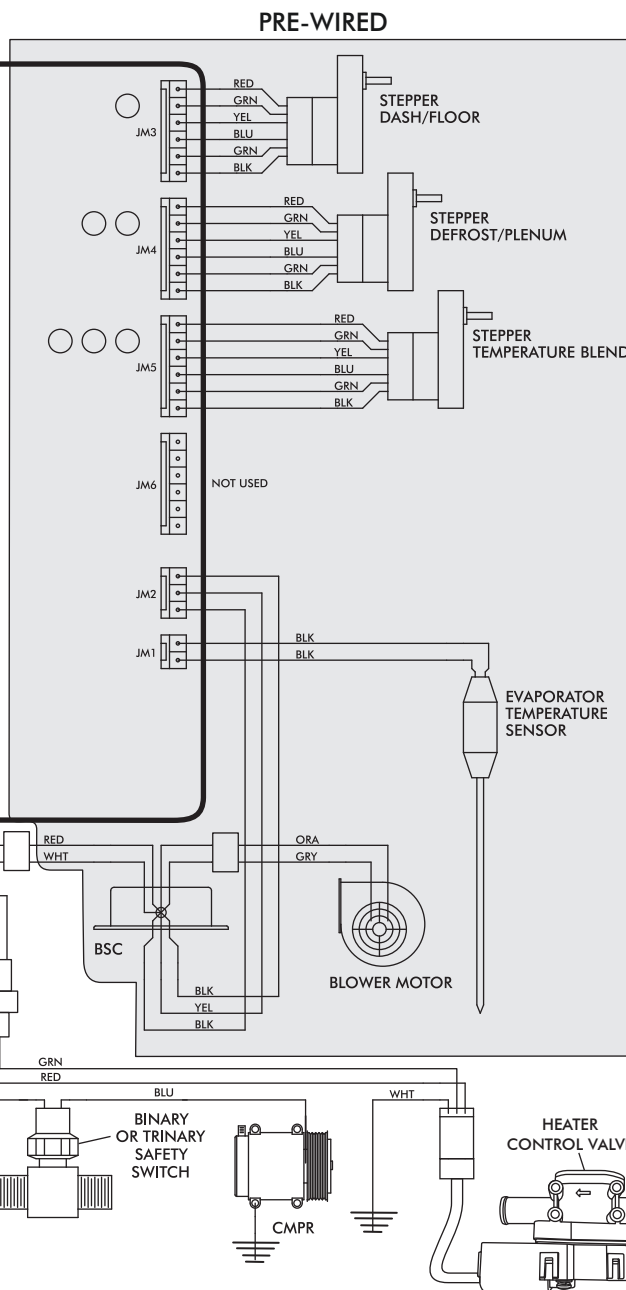 PRE-WIRED
RED
GRN
YEL
BLU
GRN
BLK
JM3
STEPPER
DASH/FLOOR
RED
GRN
YEL
BLU
GRN
BLK
JM4
STEPPER
DEFROST/PLENUM
RED
GRN
YEL
BLU
GRN
BLK
JM5
STEPPER
TEMPERATURE BLEND
JM6
NOT USED
JM2
JM1
BLK
BLK
EVAPORATOR
TEMPERATURE
SENSOR
RED
WHT
ORA
GRY
BSC
BLOWER MOTOR
BLK
YEL
BLK
GRN
RED
BLU
WHT
BINARY
OR TRINARY
SAFETY
SWITCH
CMPR
HEATER
CONTROL VALV